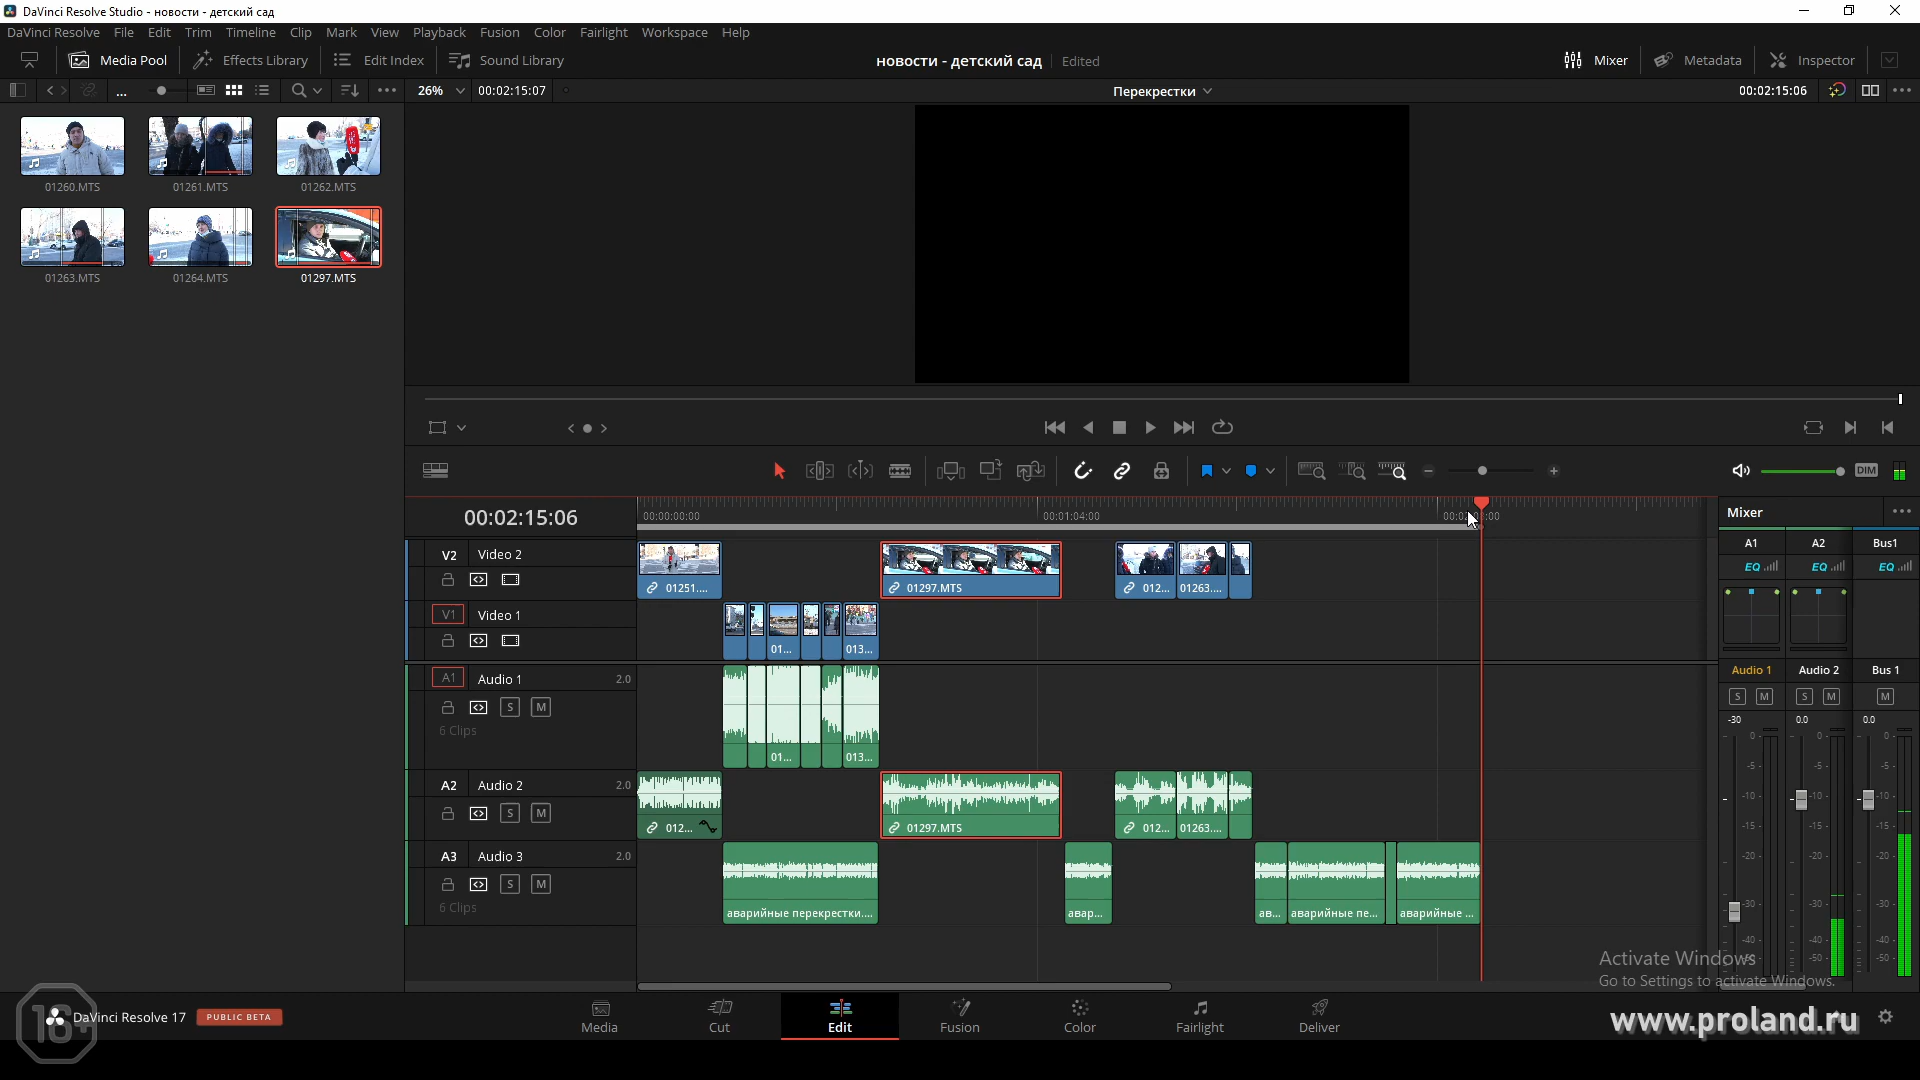 DaVinci Resolve Studio - новости - детский сад
DaVinci Resolve File Edit Trim Timeline Clip Mark View Playback Fusion Color Fairlight Workspace Help
Media Pool Effects Library Edit Index Sound Library новости - детский сад Edited Mixer Metadata Inspector
... 26% 00:02:15:07 Перекрестки 00:02:15:06
01260.MTS 01261.MTS 01262.MTS
01263.MTS 01264.MTS 01297.MTS
DIM
00:02:15:06 00:00:00:00 00:01:04:00
Mixer
A1 A2 Bus1
EQ EQ EQ
V2 Video 2
01251.... 01297.MTS 012... 01263....
V1 Video 1
01... 013...
A1 Audio 1 2.0
S M
6 Clips
01... 013...
A2 Audio 2 2.0
S M
012... 01297.MTS 012... 01263....
A3 Audio 3 2.0
S M
6 Clips
аварийные перекрестки.... авар... ав... аварийные пе... аварийные ...
Audio 1 Audio 2 Bus 1
S M S M M
-30 0.0 0.0
0 0 0
-5 -5 -5
-10 -10 -10
-15 -15 -15
-20 -20 -20
-30 -30 -30
-40 -40 -40
-50 -50 -50
Activate Windows
Go to Settings to activate Windows.
16+
DaVinci Resolve 17 PUBLIC BETA
Media Cut Edit Fusion Color Fairlight Deliver
www.proland.ru